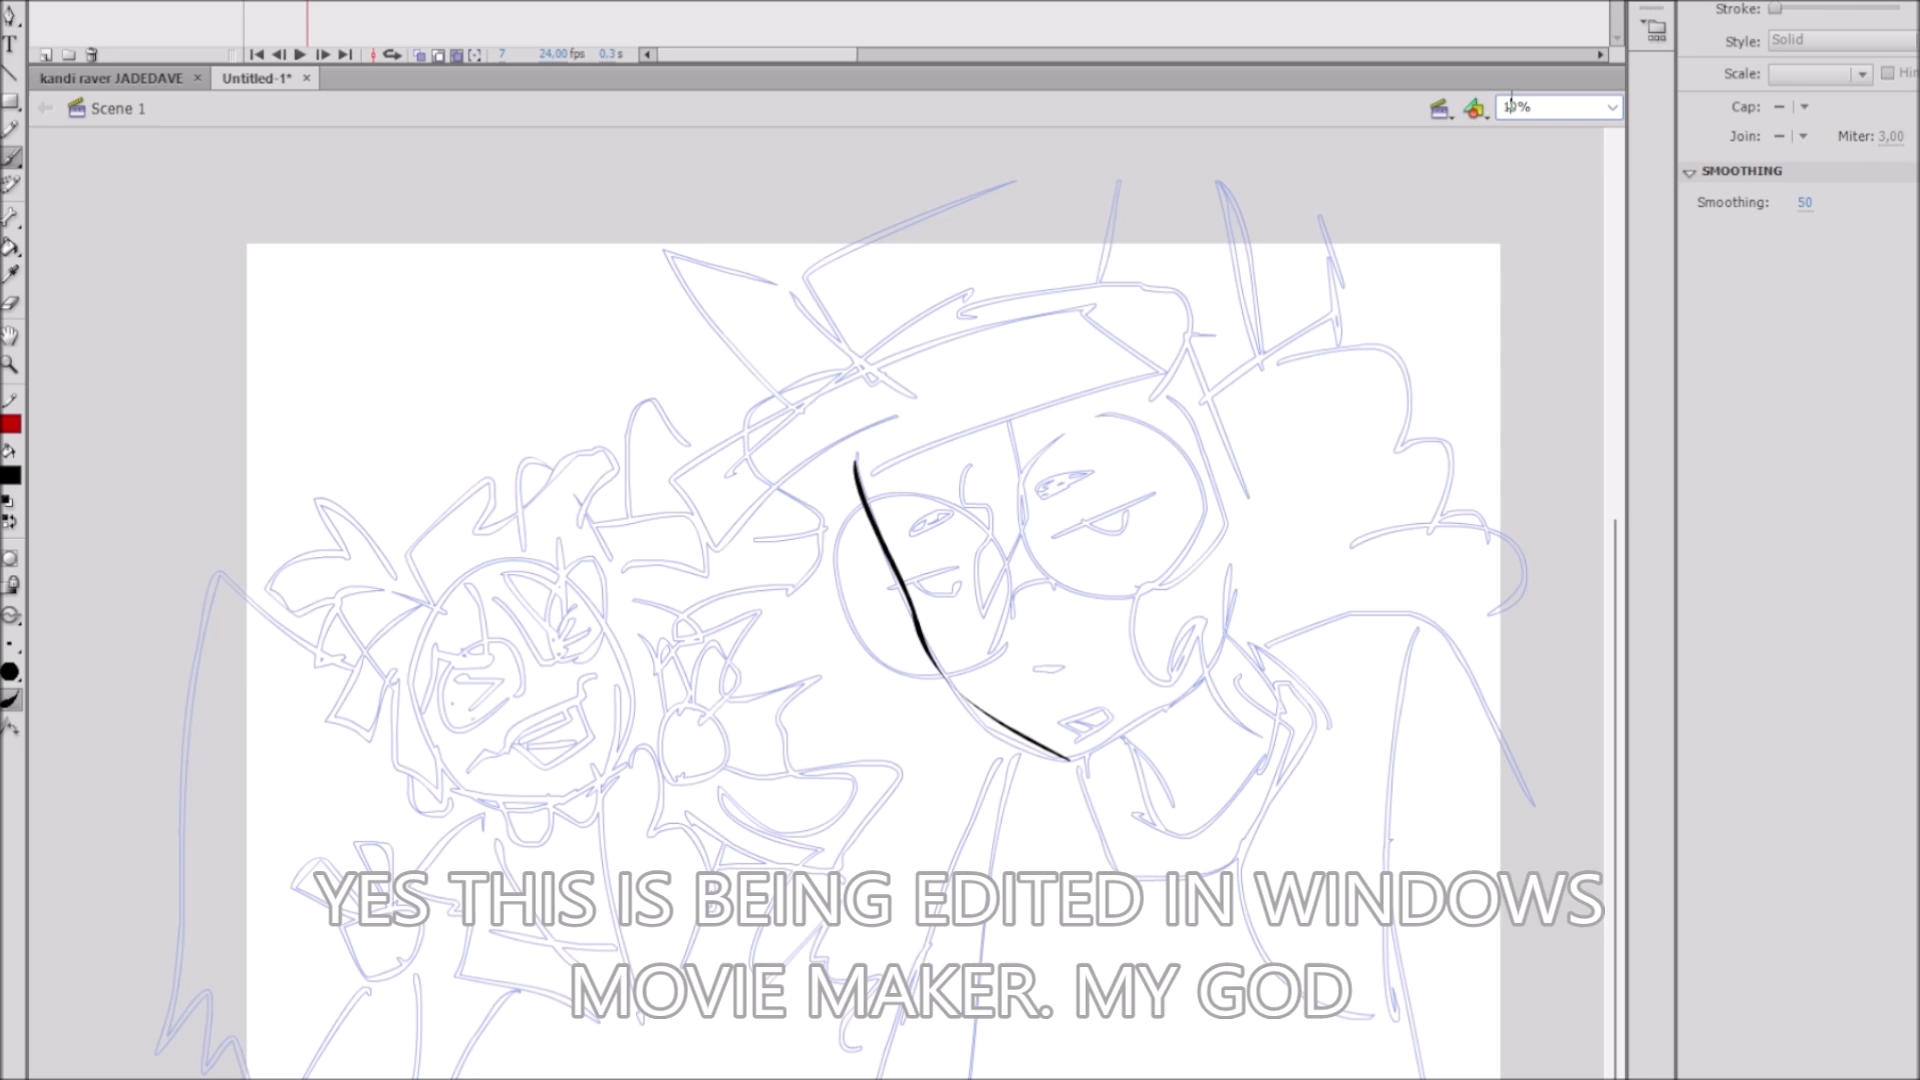 Stroke:
Style: Solid
7 24,00 fps 0.3 s
Scale:
kandi raver JADEDAVE × Untitled-1* ×
Scene 1
Cap:
Join: Miter: 3,00
SMOOTHING
Smoothing: 50
YES THIS IS BEING EDITED IN WINDOWS
MOVIE MAKER. MY GOD